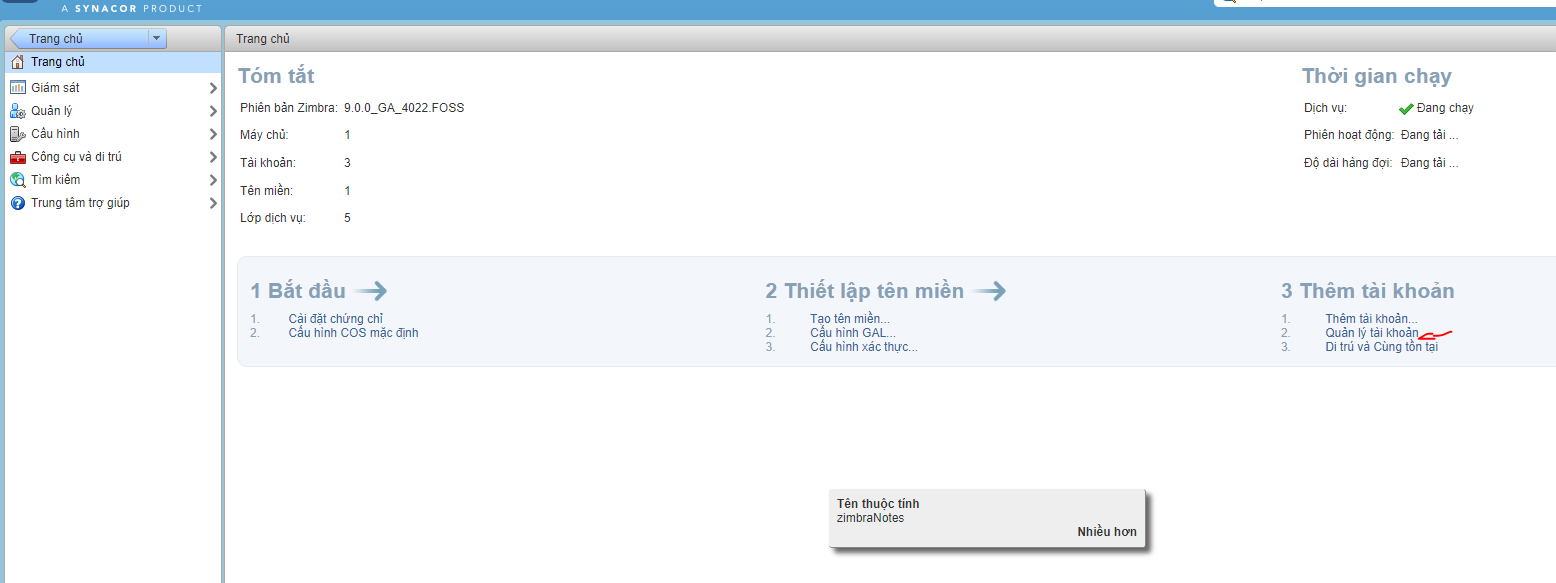 A SYNACOR PRODUCT
Trang chủ
Trang chủ
Trang chủ
Giám sát
Quản lý
Cấu hình
Công cụ và di trú
Tìm kiếm
Trung tâm trợ giúp
Tóm tắt
Phiên bản Zimbra: 9.0.0_GA_4022.FOSS
Máy chủ: 1
Tài khoản: 3
Tên miền: 1
Lớp dịch vụ: 5
Thời gian chạy
Dịch vụ: Đang chạy
Phiên hoạt động: Đang tải ...
Độ dài hàng đợi: Đang tải ...
1 Bắt đầu
1. Cài đặt chứng chỉ
2. Cấu hình COS mặc định
2 Thiết lập tên miền
1. Tạo tên miền...
2. Cấu hình GAL...
3. Cấu hình xác thực...
3 Thêm tài khoản
1. Thêm tài khoản...
2. Quản lý tài khoản
3. Di trú và Cùng tồn tại
Tên thuộc tính
zimbraNotes
Nhiều hơn